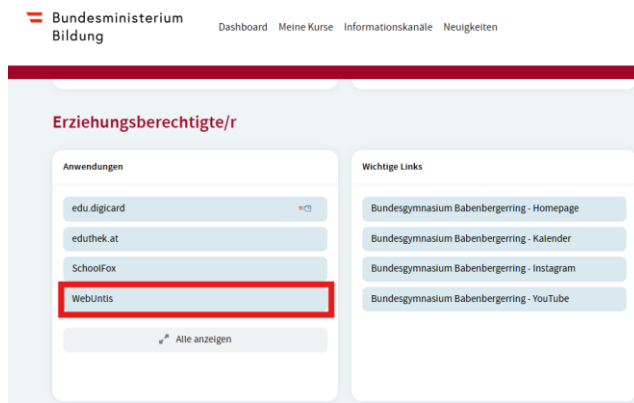 Bundesministerium
Bildung
Dashboard Meine Kurse Informationskanäle Neuigkeiten
Erziehungsberechtigte/r
Anwendungen
edu.digicard
eduthek.at
SchoolFox
WebUntis
Alle anzeigen
Wichtige Links
Bundesgymnasium Babenbergerring - Homepage
Bundesgymnasium Babenbergerring - Kalender
Bundesgymnasium Babenbergerring - Instagram
Bundesgymnasium Babenbergerring - YouTube